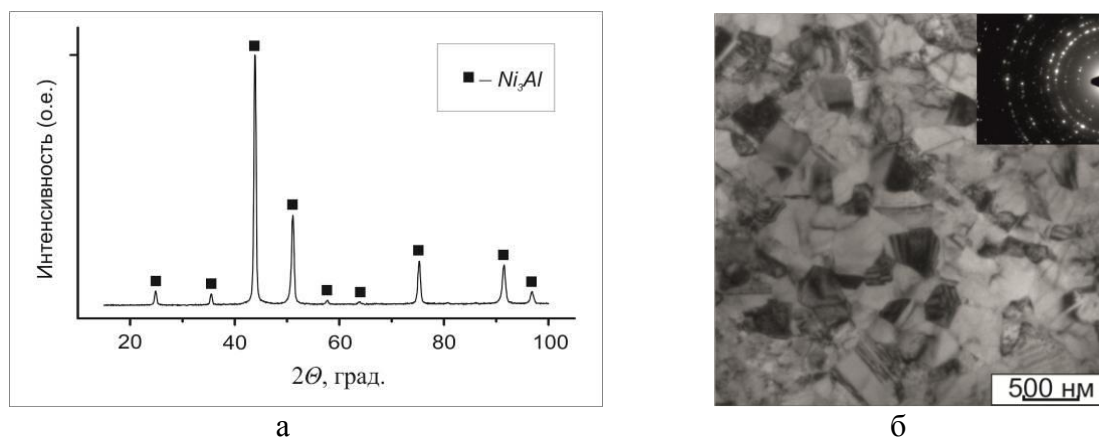 Интенсивность (о.е.)
■ – Ni₃Al
20 40 60 80 100
2Θ, град.
500 нм
а б